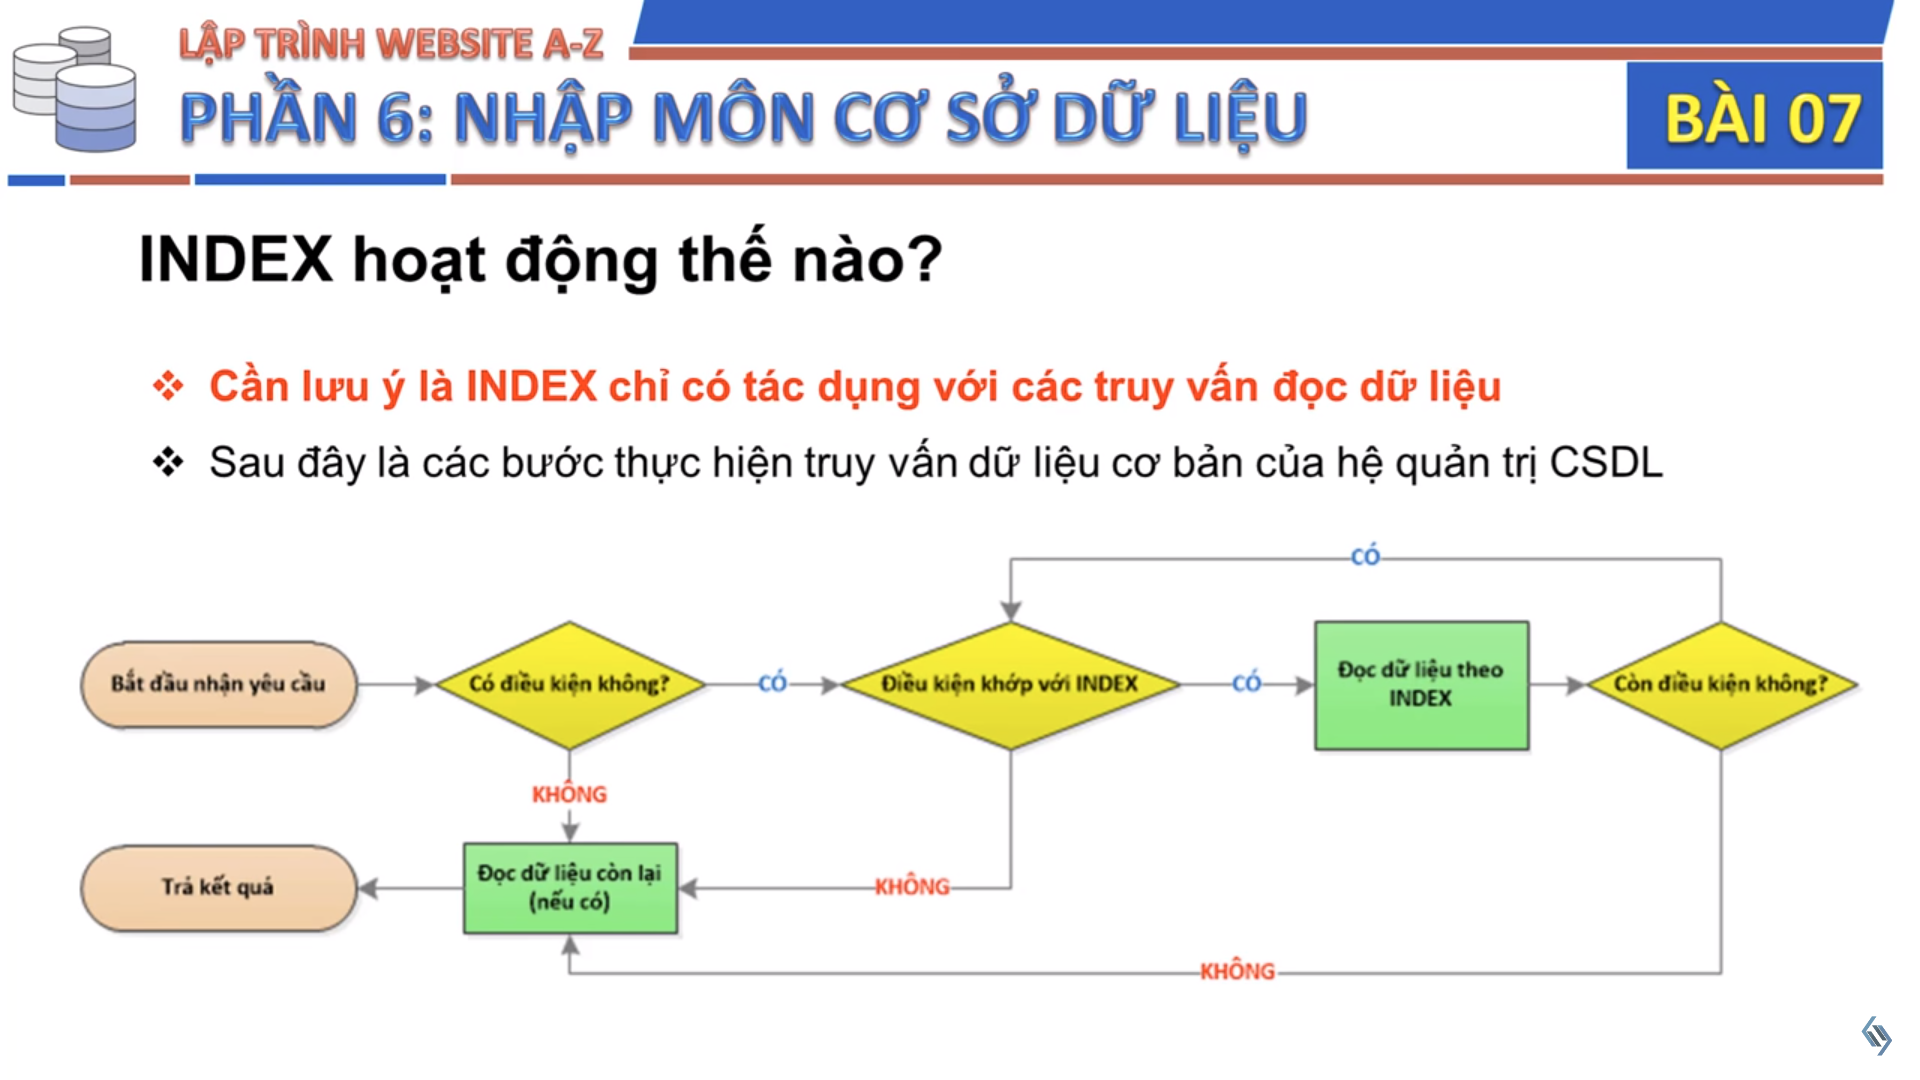 LẬP TRÌNH WEBSITE A-Z
PHẦN 6: NHẬP MÔN CƠ SỞ DỮ LIỆU
BÀI 07
INDEX hoạt động thế nào?
Cần lưu ý là INDEX chỉ có tác dụng với các truy vấn đọc dữ liệu
Sau đây là các bước thực hiện truy vấn dữ liệu cơ bản của hệ quản trị CSDL
CÓ
Bắt đầu nhận yêu cầu
Có điều kiện không?
CÓ
Điều kiện khớp với INDEX
CÓ
Đọc dữ liệu theo
INDEX
Còn điều kiện không?
KHÔNG
Trả kết quả
Đọc dữ liệu còn lại
(nếu có)
KHÔNG
KHÔNG